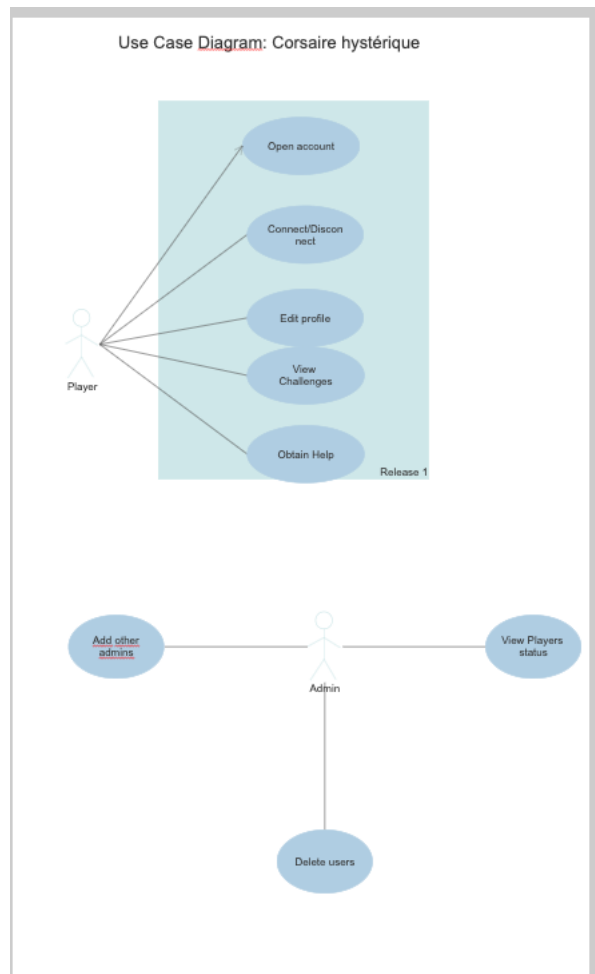 Use Case Diagram: Corsaire hystérique
Open account
Connect/Discon
nect
Edit profile
View
Challenges
Player
Obtain Help
Release 1
Add other
admins
View Players
status
Admin
Delete users